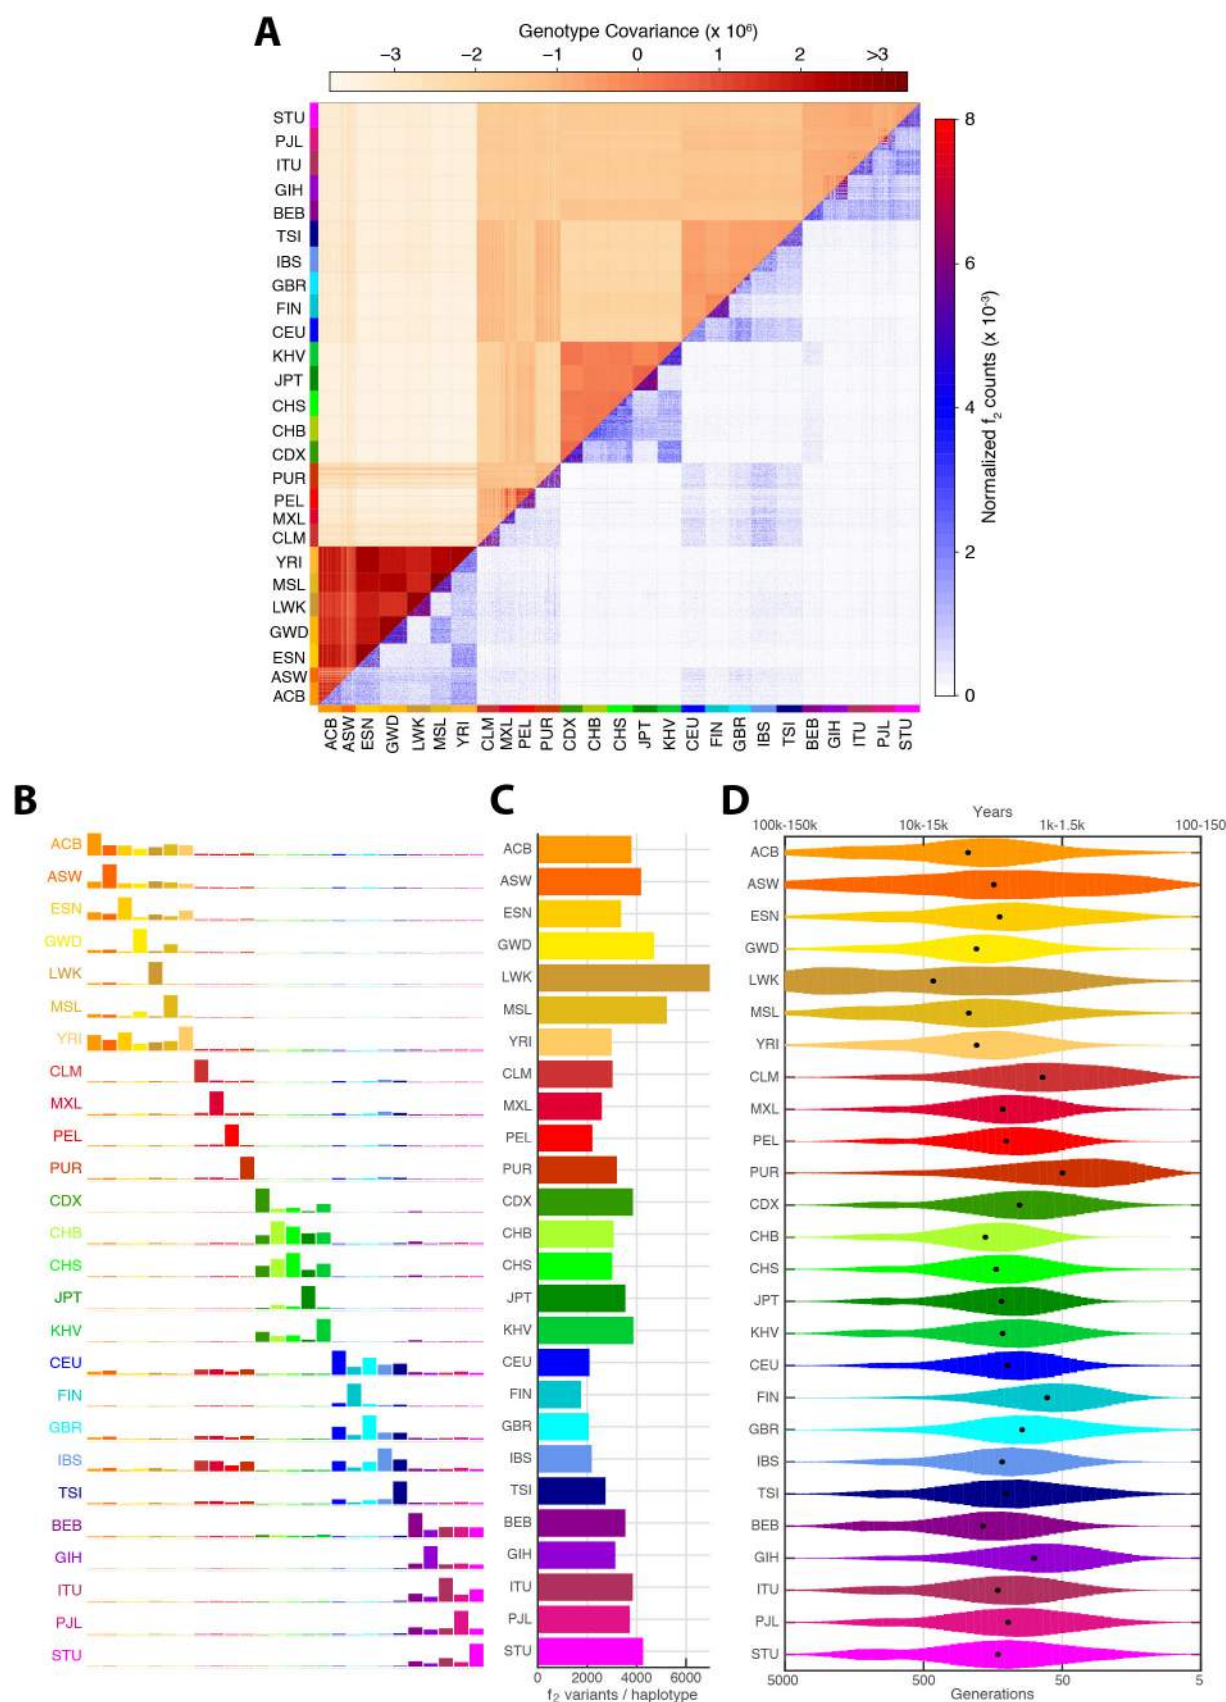 A
Genotype Covariance (x 10⁶)
−3 −2 −1 0 1 2 >3
STU
PJL
ITU
GIH
BEB
TSI
IBS
GBR
FIN
CEU
KHV
JPT
CHS
CHB
CDX
PUR
PEL
MXL
CLM
YRI
MSL
LWK
GWD
ESN
ASW
ACB
ACB ASW ESN GWD LWK MSL YRI CLM MXL PEL PUR CDX CHB CHS JPT KHV CEU FIN GBR IBS TSI BEB GIH ITU PJL STU
8
6
4
2
0
Normalized f₂ counts (x 10⁻³)
B
ACB
ASW
ESN
GWD
LWK
MSL
YRI
CLM
MXL
PEL
PUR
CDX
CHB
CHS
JPT
KHV
CEU
FIN
GBR
IBS
TSI
BEB
GIH
ITU
PJL
STU
C
ACB
ASW
ESN
GWD
LWK
MSL
YRI
CLM
MXL
PEL
PUR
CDX
CHB
CHS
JPT
KHV
CEU
FIN
GBR
IBS
TSI
BEB
GIH
ITU
PJL
STU
0 2000 4000 6000
f₂ variants / haplotype
D
Years
100k-150k 10k-15k 1k-1.5k 100-150
ACB
ASW
ESN
GWD
LWK
MSL
YRI
CLM
MXL
PEL
PUR
CDX
CHB
CHS
JPT
KHV
CEU
FIN
GBR
IBS
TSI
BEB
GIH
ITU
PJL
STU
5000 500 50 5
Generations